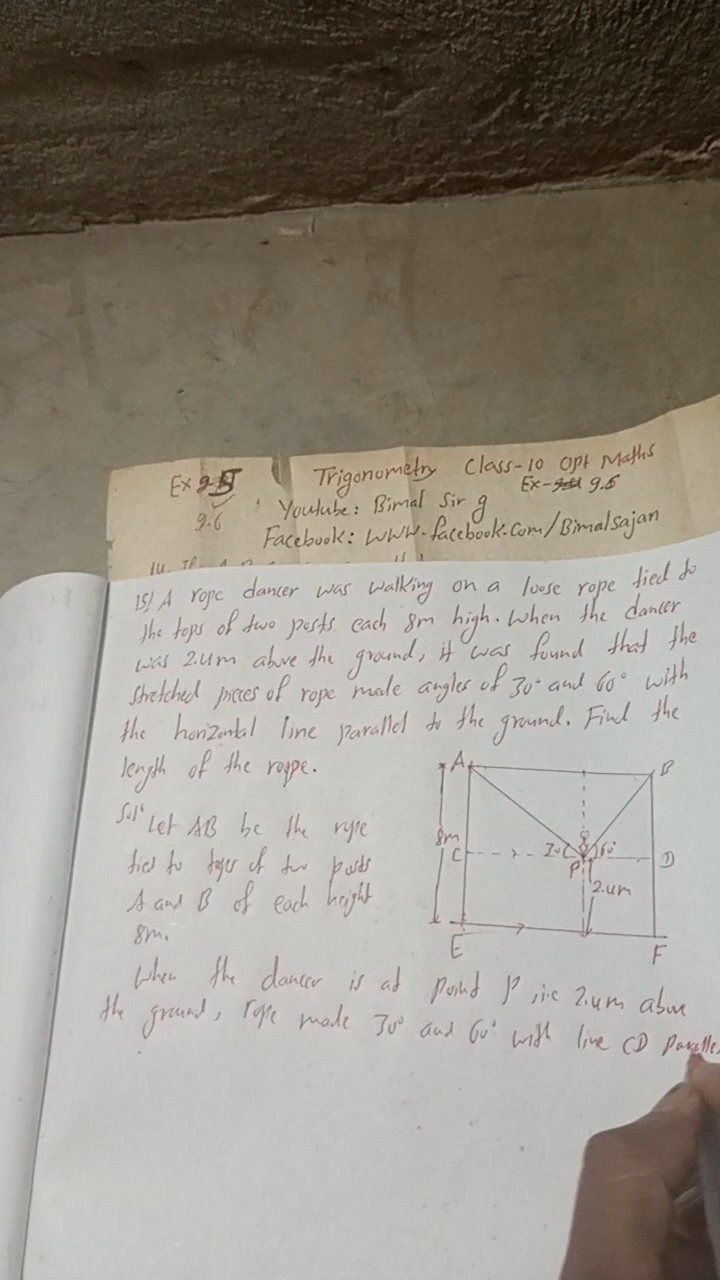 Ex 9.5
9.6
Trigonometry Class-10 Opt Maths
Ex- 9.5
Youtube: Bimal Sir g
Facebook: WWW.facebook.com/Bimalsajan
15) A rope dancer was walking on a loose rope tied to
the tops of two posts each 8m high. When the dancer
was 2.4m above the ground, it was found that the
stretched pieces of rope made angles of 30° and 60° with
the horizontal line parallel to the ground. Find the
length of the roppe.
Solⁿ Let AB be the rope
tied to tops of two posts
A and B of each height
8m.
A
B
8m
C
30
60°
D
P
2.4m
E
F
When the dancer is at point P i.e 2.4m above
the ground, rope made 30° and 60° with line CD Paralle